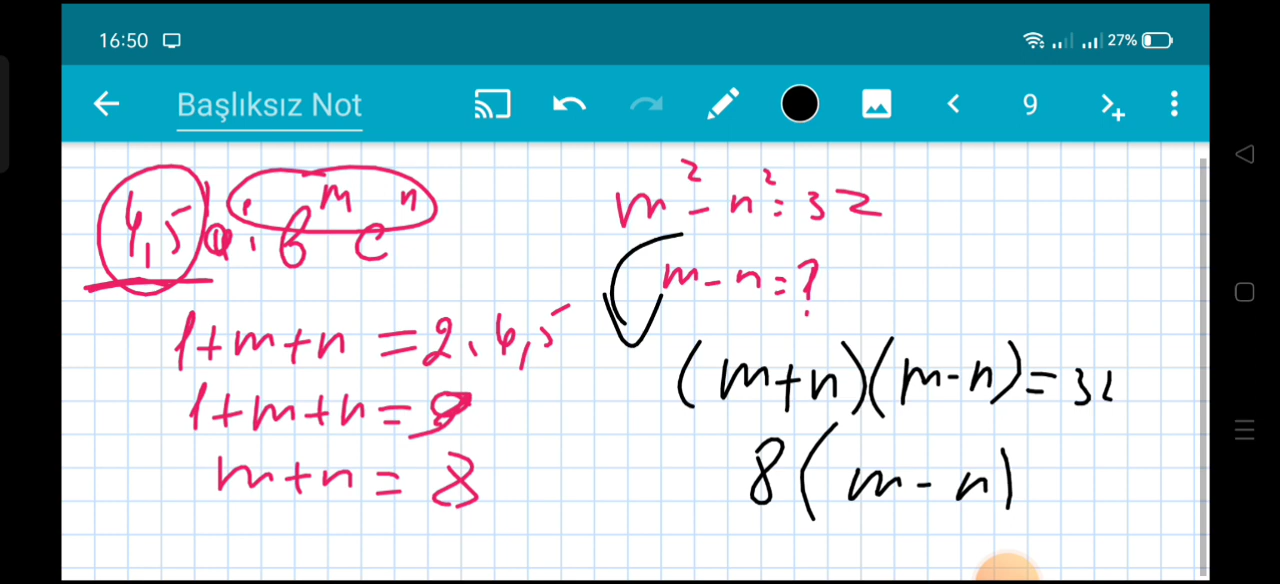 16:50 27%
Başlıksız Not 9
1 m n
4,5 a. b c
1+m+n = 2.4,5
1+m+n = 9
m+n = 8
m² - n² = 32
m - n = ?
(m+n)(m-n) = 32
8(m - n)